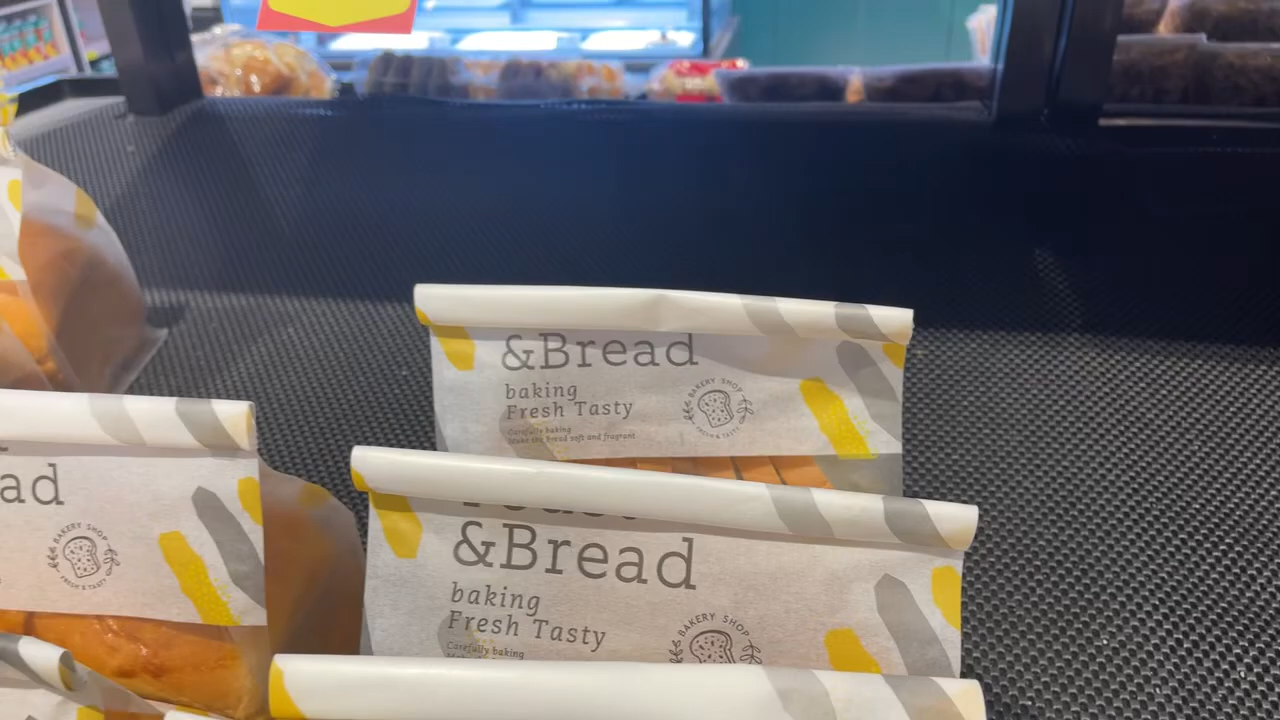 &Bread
baking
Fresh Tasty
Carefully baking
Make the bread soft and fragrant
BAKERY SHOP
FRESH & TASTY
&Bread
baking
Fresh Tasty
Carefully baking
BAKERY SHOP
ad
BAKERY SHOP
FRESH & TASTY